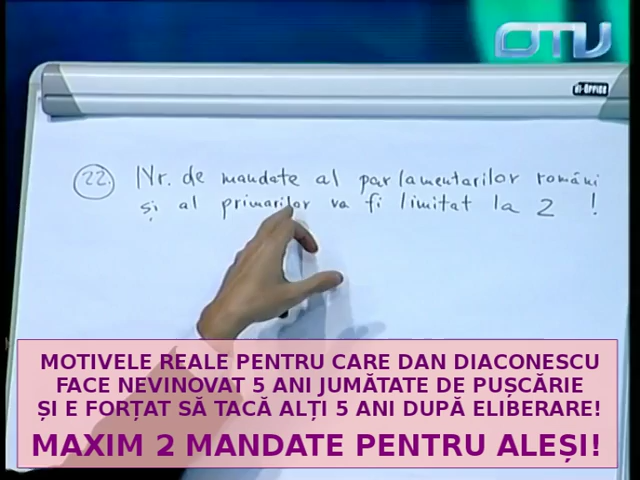 OTV
HI-OFFICE
22. Nr. de mandate al parlamentarilor români
și al primarilor va fi limitat la 2 !
MOTIVELE REALE PENTRU CARE DAN DIACONESCU
FACE NEVINOVAT 5 ANI JUMĂTATE DE PUȘCĂRIE
ȘI E FORȚAT SĂ TACĂ ALȚI 5 ANI DUPĂ ELIBERARE!
MAXIM 2 MANDATE PENTRU ALEȘI!